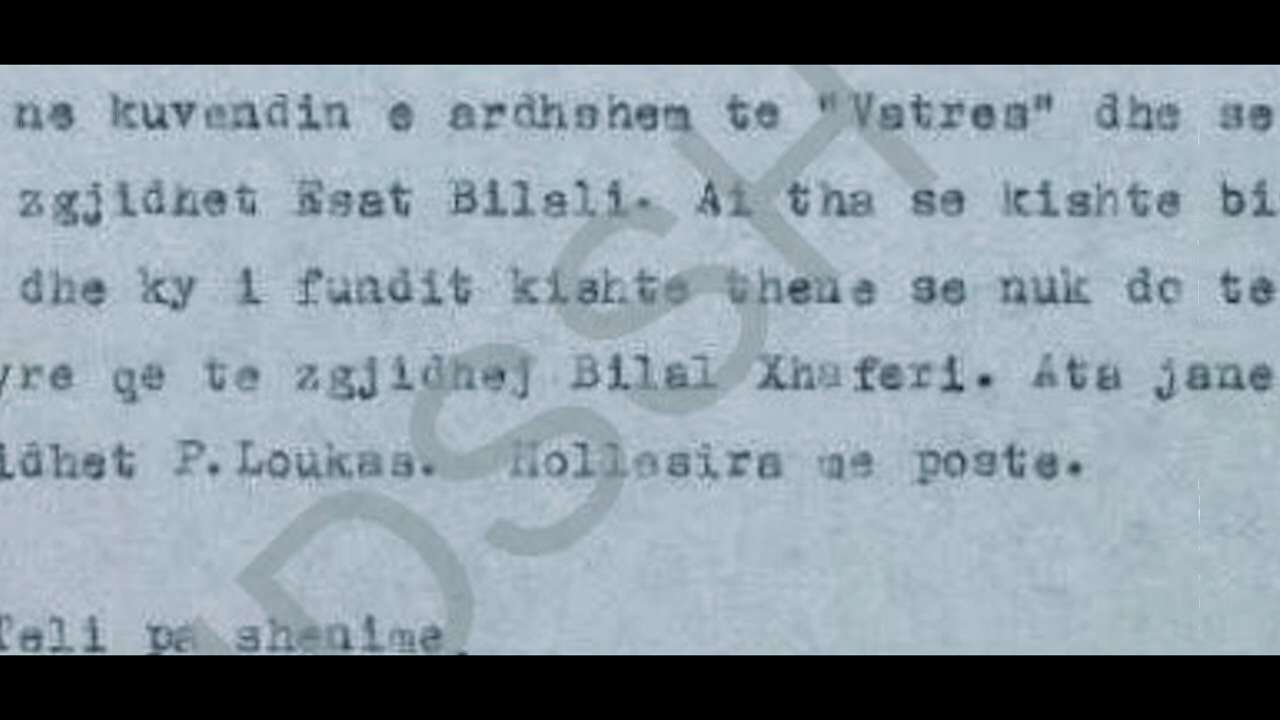 ne kuvendin e ardhshem te "Vatres" dhe se
zgjidhet Esat Bilali. Ai tha se kishte bi
dhe ky i fundit kishte thene se nuk do te
yre qe te zgjidhej Bilal Xhaferi. Ata jane
idhet P.Loukas. Hollesira me poste.
Teli pa shenime
DSSH